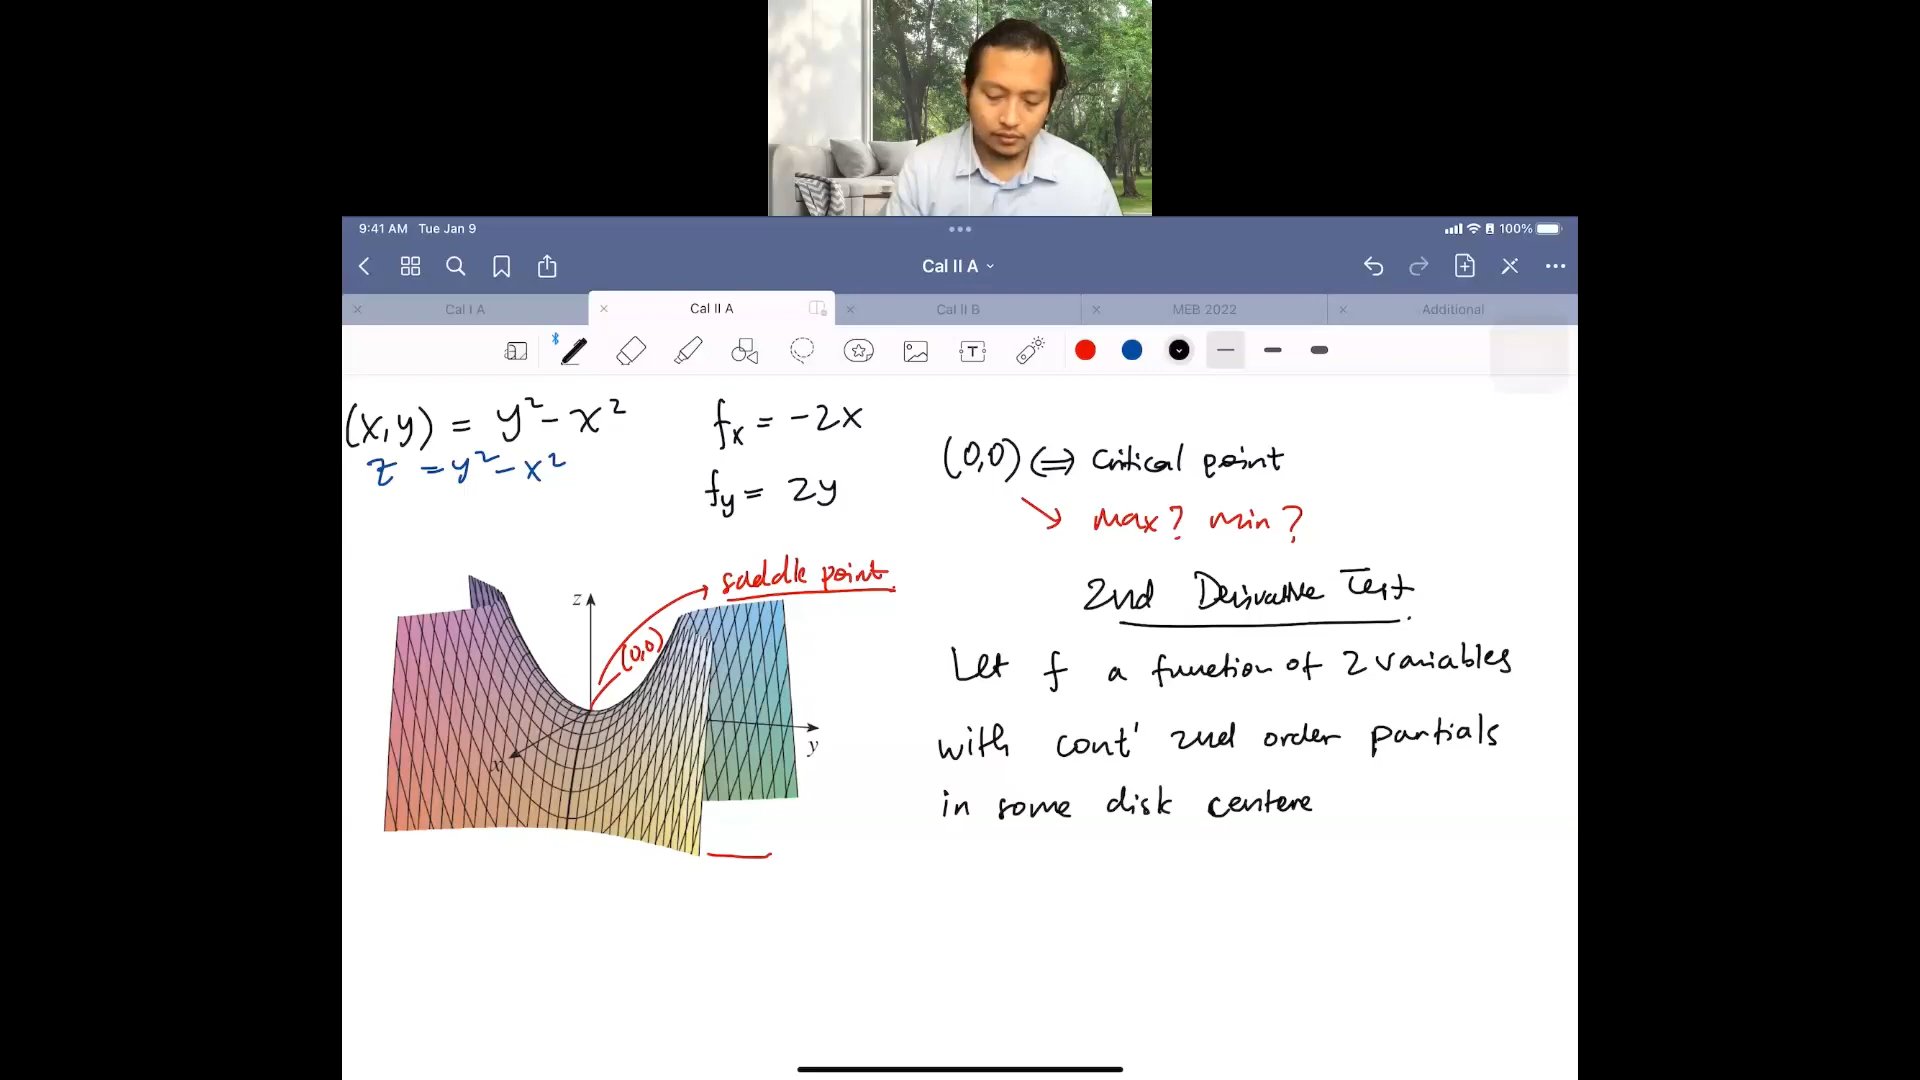 9:41 AM Tue Jan 9
100%
Cal II A
Cal I A
Cal II A
Cal II B
MEB 2022
Additional
T
(x,y) = y² - x²
z = y² - x²
fx = -2x
fy = 2y
(0,0) ⇔ critical point
max? min?
saddle point
z
(0,0)
y
x
2nd Derivative Test.
Let f a function of 2 variables
with cont' 2nd order partials
in some disk centere